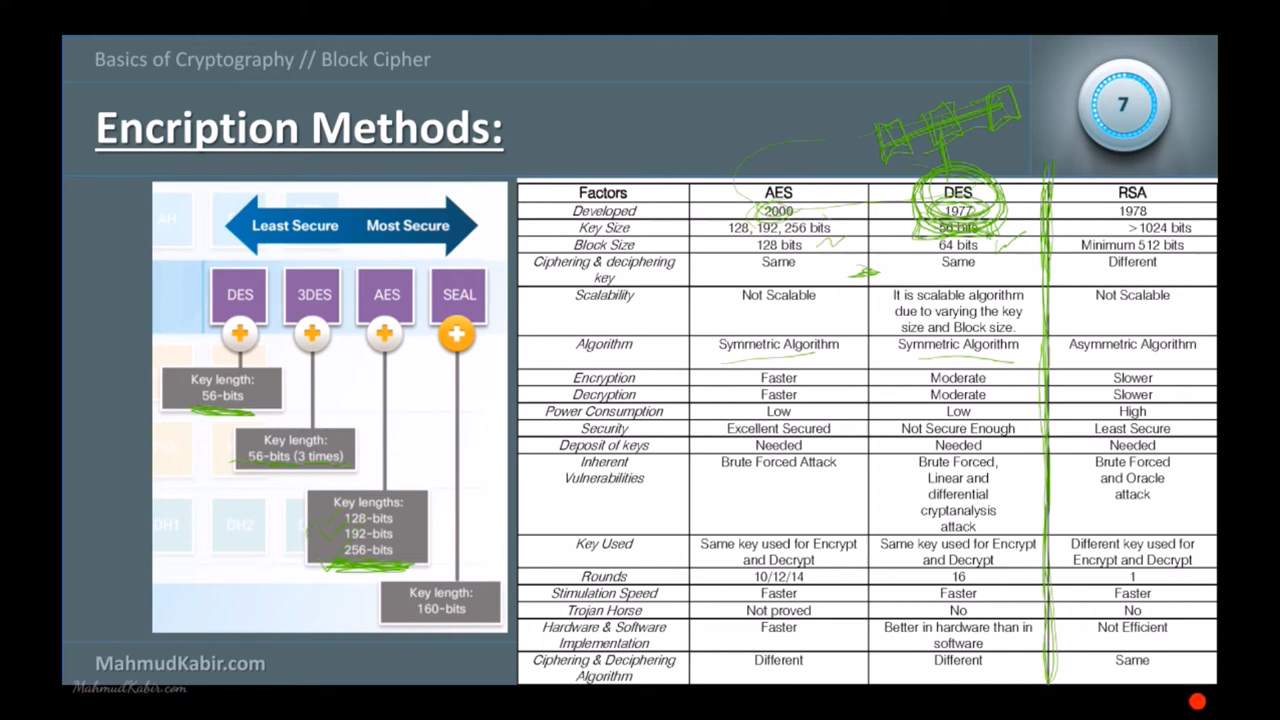 Basics of Cryptography // Block Cipher
7
Encription Methods:
Least Secure Most Secure
DES 3DES AES SEAL
Key length:
56-bits
Key length:
56-bits (3 times)
Key lengths:
128-bits
192-bits
256-bits
Key length:
160-bits
AH
DH1 DH2
Factors AES DES RSA
Developed 2000 1977 1978
Key Size 128, 192, 256 bits 56 bits > 1024 bits
Block Size 128 bits 64 bits Minimum 512 bits
Ciphering & deciphering Same Same Different
key
Scalability Not Scalable It is scalable algorithm Not Scalable
due to varying the key
size and Block size.
Algorithm Symmetric Algorithm Symmetric Algorithm Asymmetric Algorithm
Encryption Faster Moderate Slower
Decryption Faster Moderate Slower
Power Consumption Low Low High
Security Excellent Secured Not Secure Enough Least Secure
Deposit of keys Needed Needed Needed
Inherent Brute Forced Attack Brute Forced, Brute Forced
Vulnerabilities Linear and and Oracle
differential attack
cryptanalysis
attack
Key Used Same key used for Encrypt Same key used for Encrypt Different key used for
and Decrypt and Decrypt Encrypt and Decrypt
Rounds 10/12/14 16 1
Stimulation Speed Faster Faster Faster
Trojan Horse Not proved No No
Hardware & Software Faster Better in hardware than in Not Efficient
Implementation software
Ciphering & Deciphering Different Different Same
Algorithm
MahmudKabir.com
MahmudKabir.com